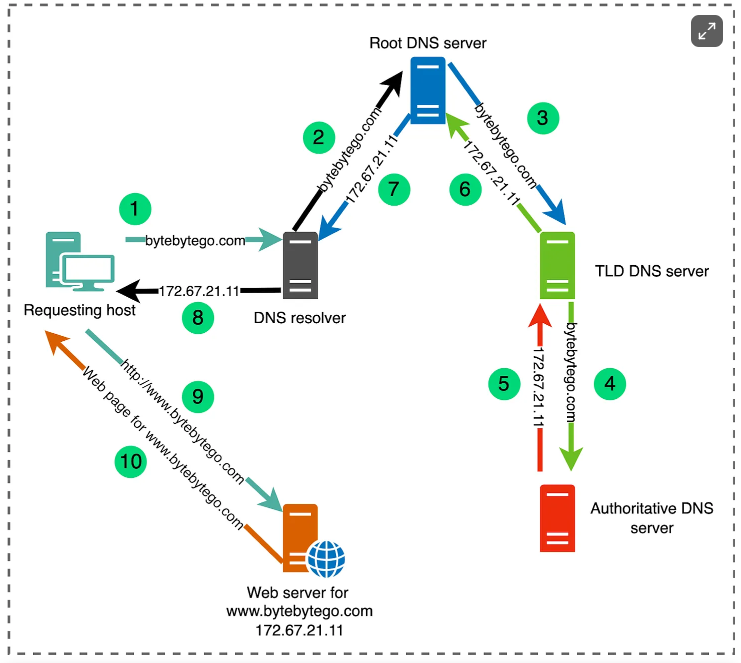 Root DNS server
2
bytebytego.com
172.67.21.11
7
bytebytego.com
3
172.67.21.11
6
1
bytebytego.com
172.67.21.11
8
Requesting host
DNS resolver
TLD DNS server
5
172.67.21.11
bytebytego.com
4
http://www.bytebytego.com
9
Web page for www.bytebytego.com
10
Authoritative DNS
server
Web server for
www.bytebytego.com
172.67.21.11